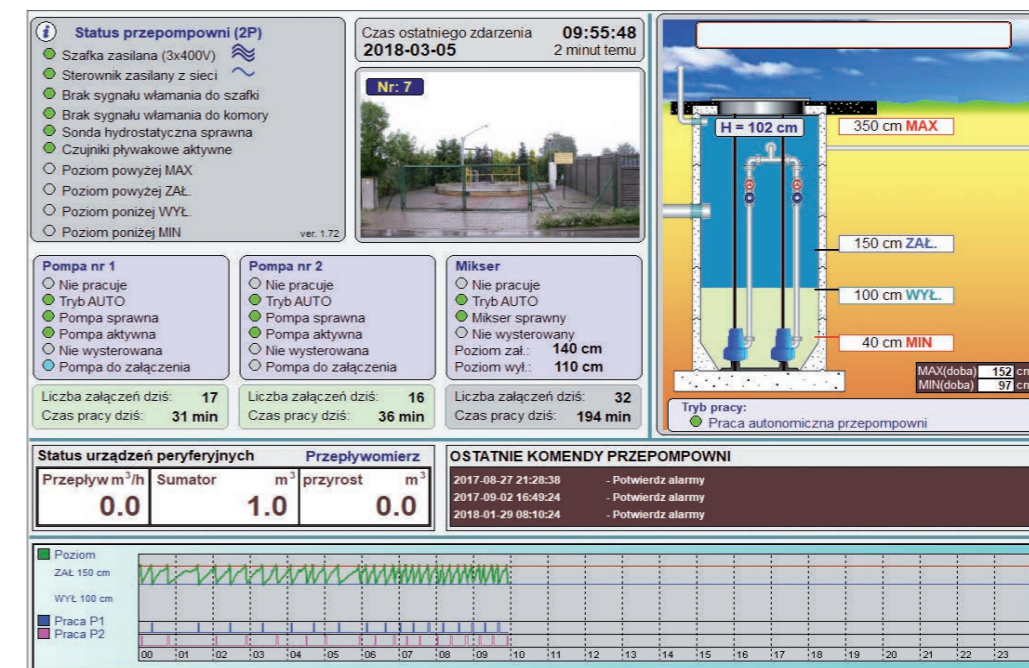 Status przepompowni (2P)
Szafka zasilana (3x400V)
Sterownik zasilany z sieci
Brak sygnału włamania do szafki
Brak sygnału włamania do komory
Sonda hydrostatyczna sprawna
Czujniki pływakowe aktywne
Poziom powyżej MAX
Poziom powyżej ZAŁ.
Poziom poniżej WYŁ.
Poziom poniżej MIN
ver. 1.72
Czas ostatniego zdarzenia 09:55:48
2018-03-05 2 minut temu
Nr: 7
H = 102 cm
350 cm MAX
150 cm ZAŁ.
100 cm WYŁ.
40 cm MIN
MAX(doba) 152 cm
MIN(doba) 97 cm
Tryb pracy:
Praca autonomiczna przepompowni
Pompa nr 1
Nie pracuje
Tryb AUTO
Pompa sprawna
Pompa aktywna
Nie wysterowana
Pompa do załączenia
Liczba załączeń dziś: 17
Czas pracy dziś: 31 min
Pompa nr 2
Nie pracuje
Tryb AUTO
Pompa sprawna
Pompa aktywna
Nie wysterowana
Pompa do załączenia
Liczba załączeń dziś: 16
Czas pracy dziś: 36 min
Mikser
Nie pracuje
Tryb AUTO
Mikser sprawny
Nie wysterowany
Poziom zał.: 140 cm
Poziom wył.: 110 cm
Liczba załączeń dziś: 32
Czas pracy dziś: 194 min
Status urządzeń peryferyjnych Przepływomierz
Przepływ m³/h Sumator m³ przyrost m³
0.0 1.0 0.0
OSTATNIE KOMENDY PRZEPOMPOWNI
2017-08-27 21:28:38 - Potwierdz alarmy
2017-09-02 16:49:24 - Potwierdz alarmy
2018-01-29 08:10:24 - Potwierdz alarmy
Poziom
ZAŁ 150 cm
WYŁ 100 cm
Praca P1
Praca P2
00 01 02 03 04 05 06 07 08 09 10 11 12 13 14 15 16 17 18 19 20 21 22 23